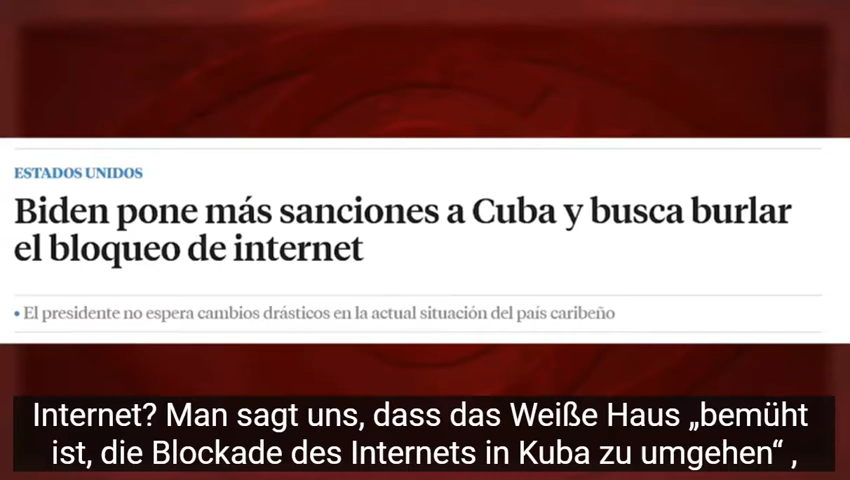 ESTADOS UNIDOS
Biden pone más sanciones a Cuba y busca burlar
el bloqueo de internet
• El presidente no espera cambios drásticos en la actual situación del país caribeño
Internet? Man sagt uns, dass das Weiße Haus „bemüht
ist, die Blockade des Internets in Kuba zu umgehen“ ,